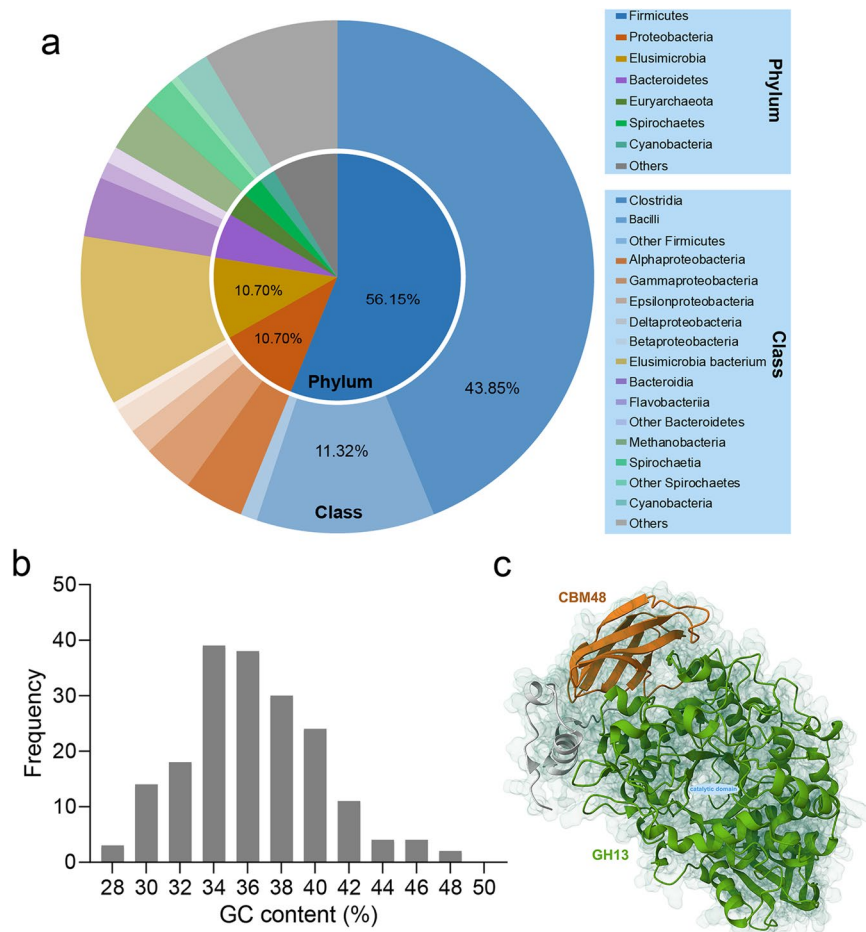 a
Firmicutes
Proteobacteria
Elusimicrobia
Bacteroidetes
Euryarchaeota
Spirochaetes
Cyanobacteria
Others
Phylum
Clostridia
Bacilli
Other Firmicutes
Alphaproteobacteria
Gammaproteobacteria
Epsilonproteobacteria
Deltaproteobacteria
Betaproteobacteria
Elusimicrobia bacterium
Bacteroidia
Flavobacteriia
Other Bacteroidetes
Methanobacteria
Spirochaetia
Other Spirochaetes
Cyanobacteria
Others
Class
10.70%
56.15%
10.70%
Phylum
43.85%
11.32%
Class
b
Frequency
50
40
30
20
10
0
28 30 32 34 36 38 40 42 44 46 48 50
GC content (%)
c
CBM48
catalytic domain
GH13